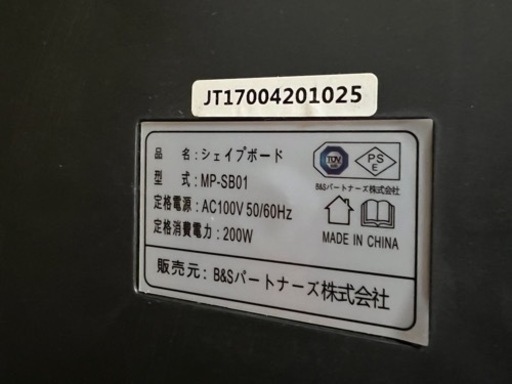 JT17004201025
品 名:シェイプボード
型 式:MP-SB01
定格電源:AC100V 50/60Hz
定格消費電力:200W
TÜV
PS
E
B&Sパートナーズ株式会社
MADE IN CHINA
販売元:B&Sパートナーズ株式会社